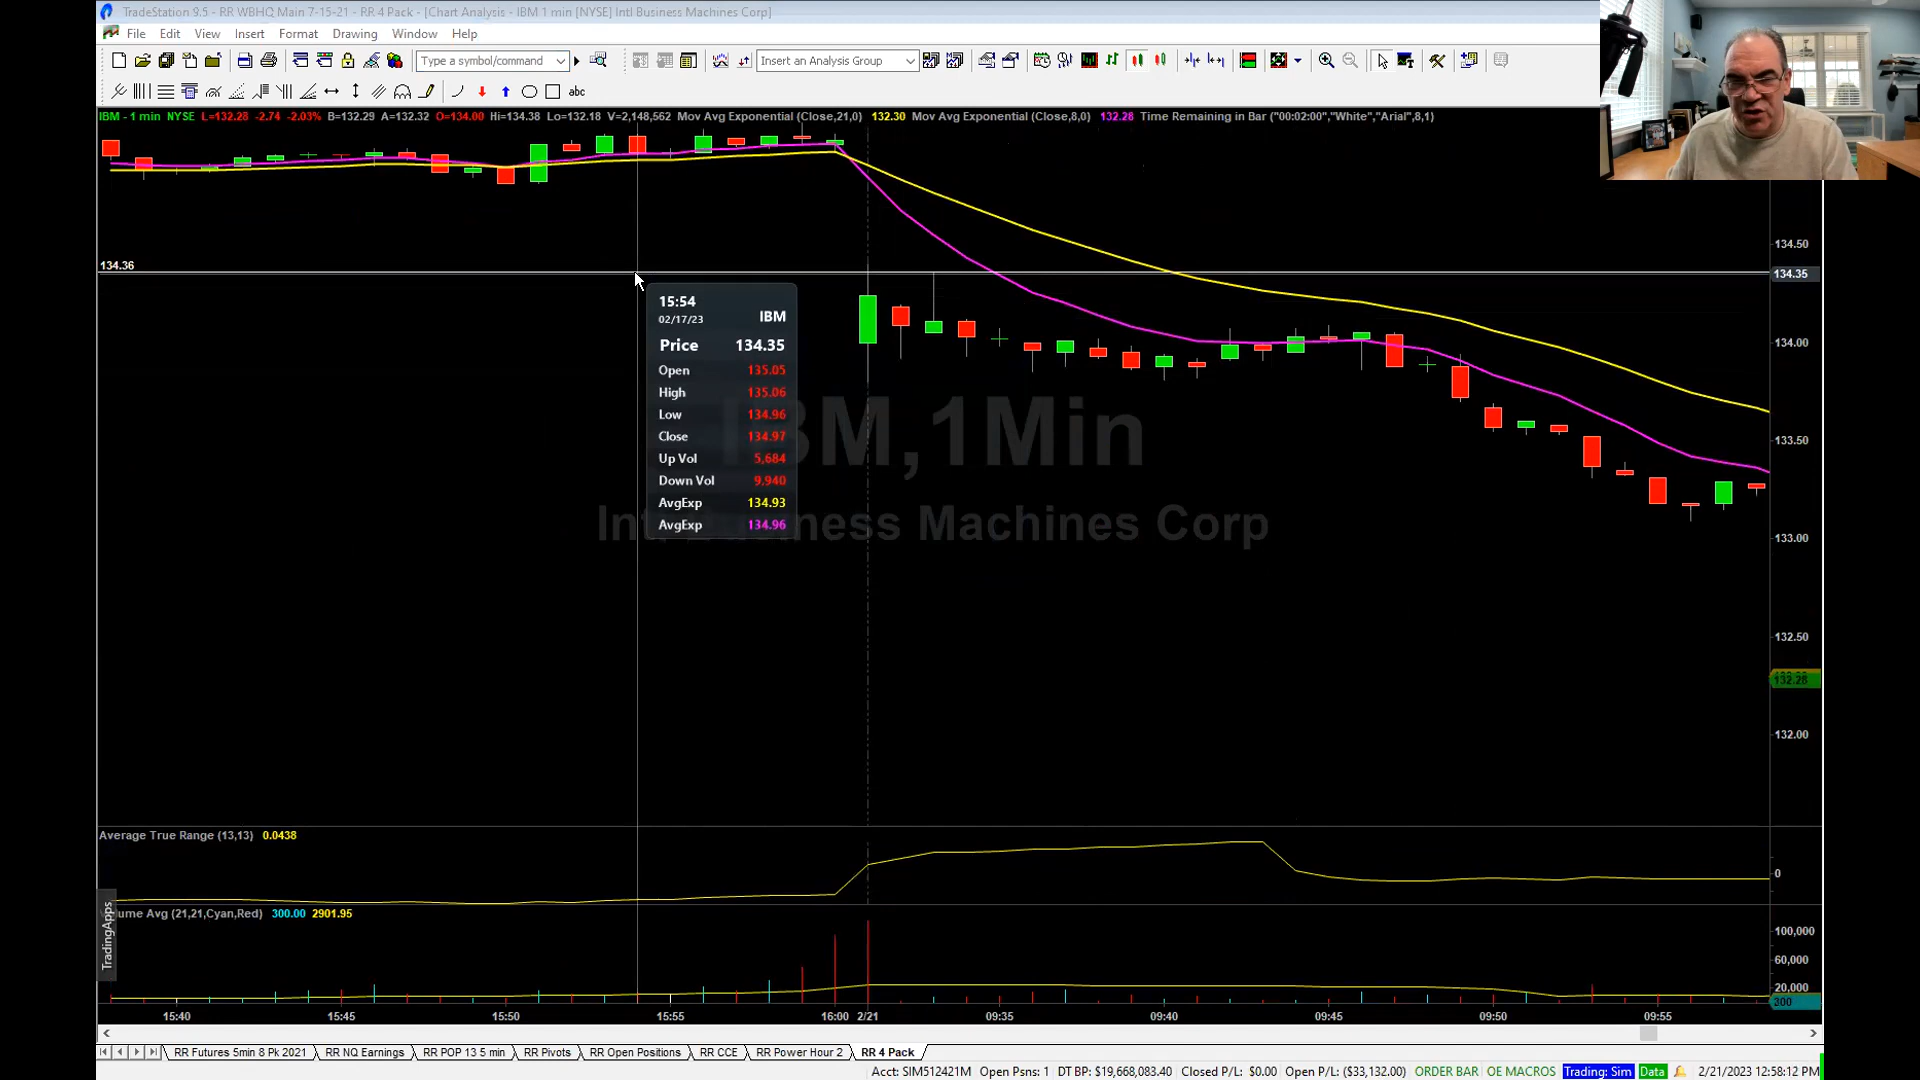 TradeStation 9.5 - RR WBHQ Main 7-15-21 - RR 4 Pack - [Chart Analysis - IBM 1 min [NYSE] Intl Business Machines Corp]
File Edit View Insert Format Drawing Window Help
Type a symbol/command Insert an Analysis Group
abc
IBM - 1 min NYSE L=132.28 -2.74 -2.03% B=132.29 A=132.32 O=134.00 Hi=134.38 Lo=132.18 V=2,148,562 Mov Avg Exponential (Close,21,0) 132.30 Mov Avg Exponential (Close,8,0) 132.28 Time Remaining in Bar ("00:02:00","White","Arial",8,1)
134.50
134.36
134.35
15:54
02/17/23 IBM
Price 134.35
Open 135.05
High 135.06
Low 134.96
Close 134.97
Up Vol 5,684
Down Vol 9,940
AvgExp 134.93
AvgExp 134.96
IBM,1Min
Intl Business Machines Corp
134.00
133.50
133.00
132.50
132.28
132.00
Average True Range (13,13) 0.0438
0
Volume Avg (21,21,Cyan,Red) 300.00 2901.95
TradingApps
100,000
60,000
20,000
300
15:40 15:45 15:50 15:55 16:00 2/21 09:35 09:40 09:45 09:50 09:55
RR Futures 5min 8 Pk 2021 RR NQ Earnings RR POP 13 5 min RR Pivots RR Open Positions RR CCE RR Power Hour 2 RR 4 Pack
Acct: SIM512421M Open Psns: 1 DT BP: $19,668,083.40 Closed P/L: $0.00 Open P/L: ($33,132.00) ORDER BAR OE MACROS Trading: Sim Data 2/21/2023 12:58:12 PM